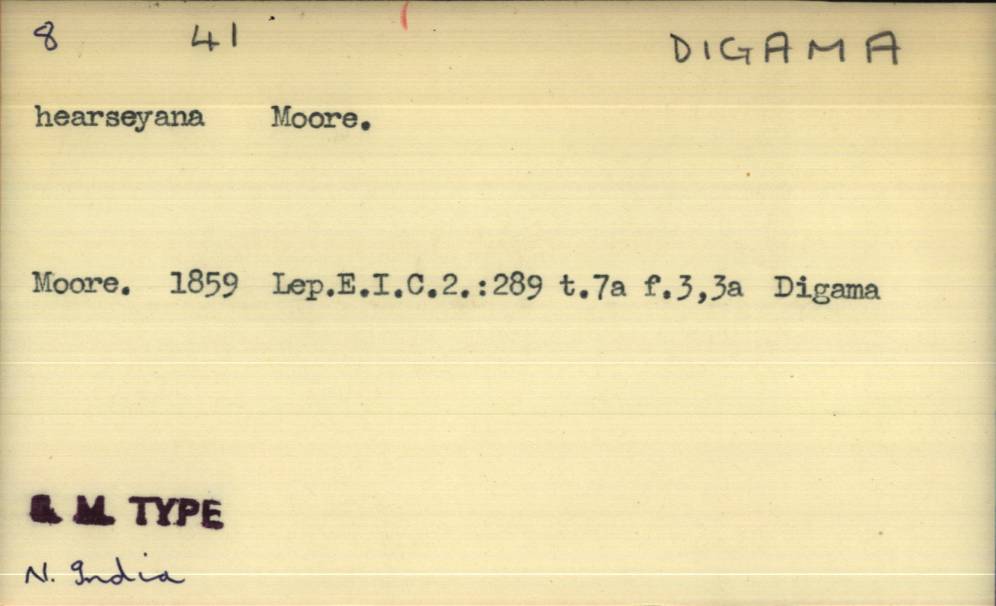 8 41 DIGAMA
hearseyana Moore.
Moore. 1859 Lep.E.I.C.2.:289 t.7a f.3,3a Digama
B. M. TYPE
N. India